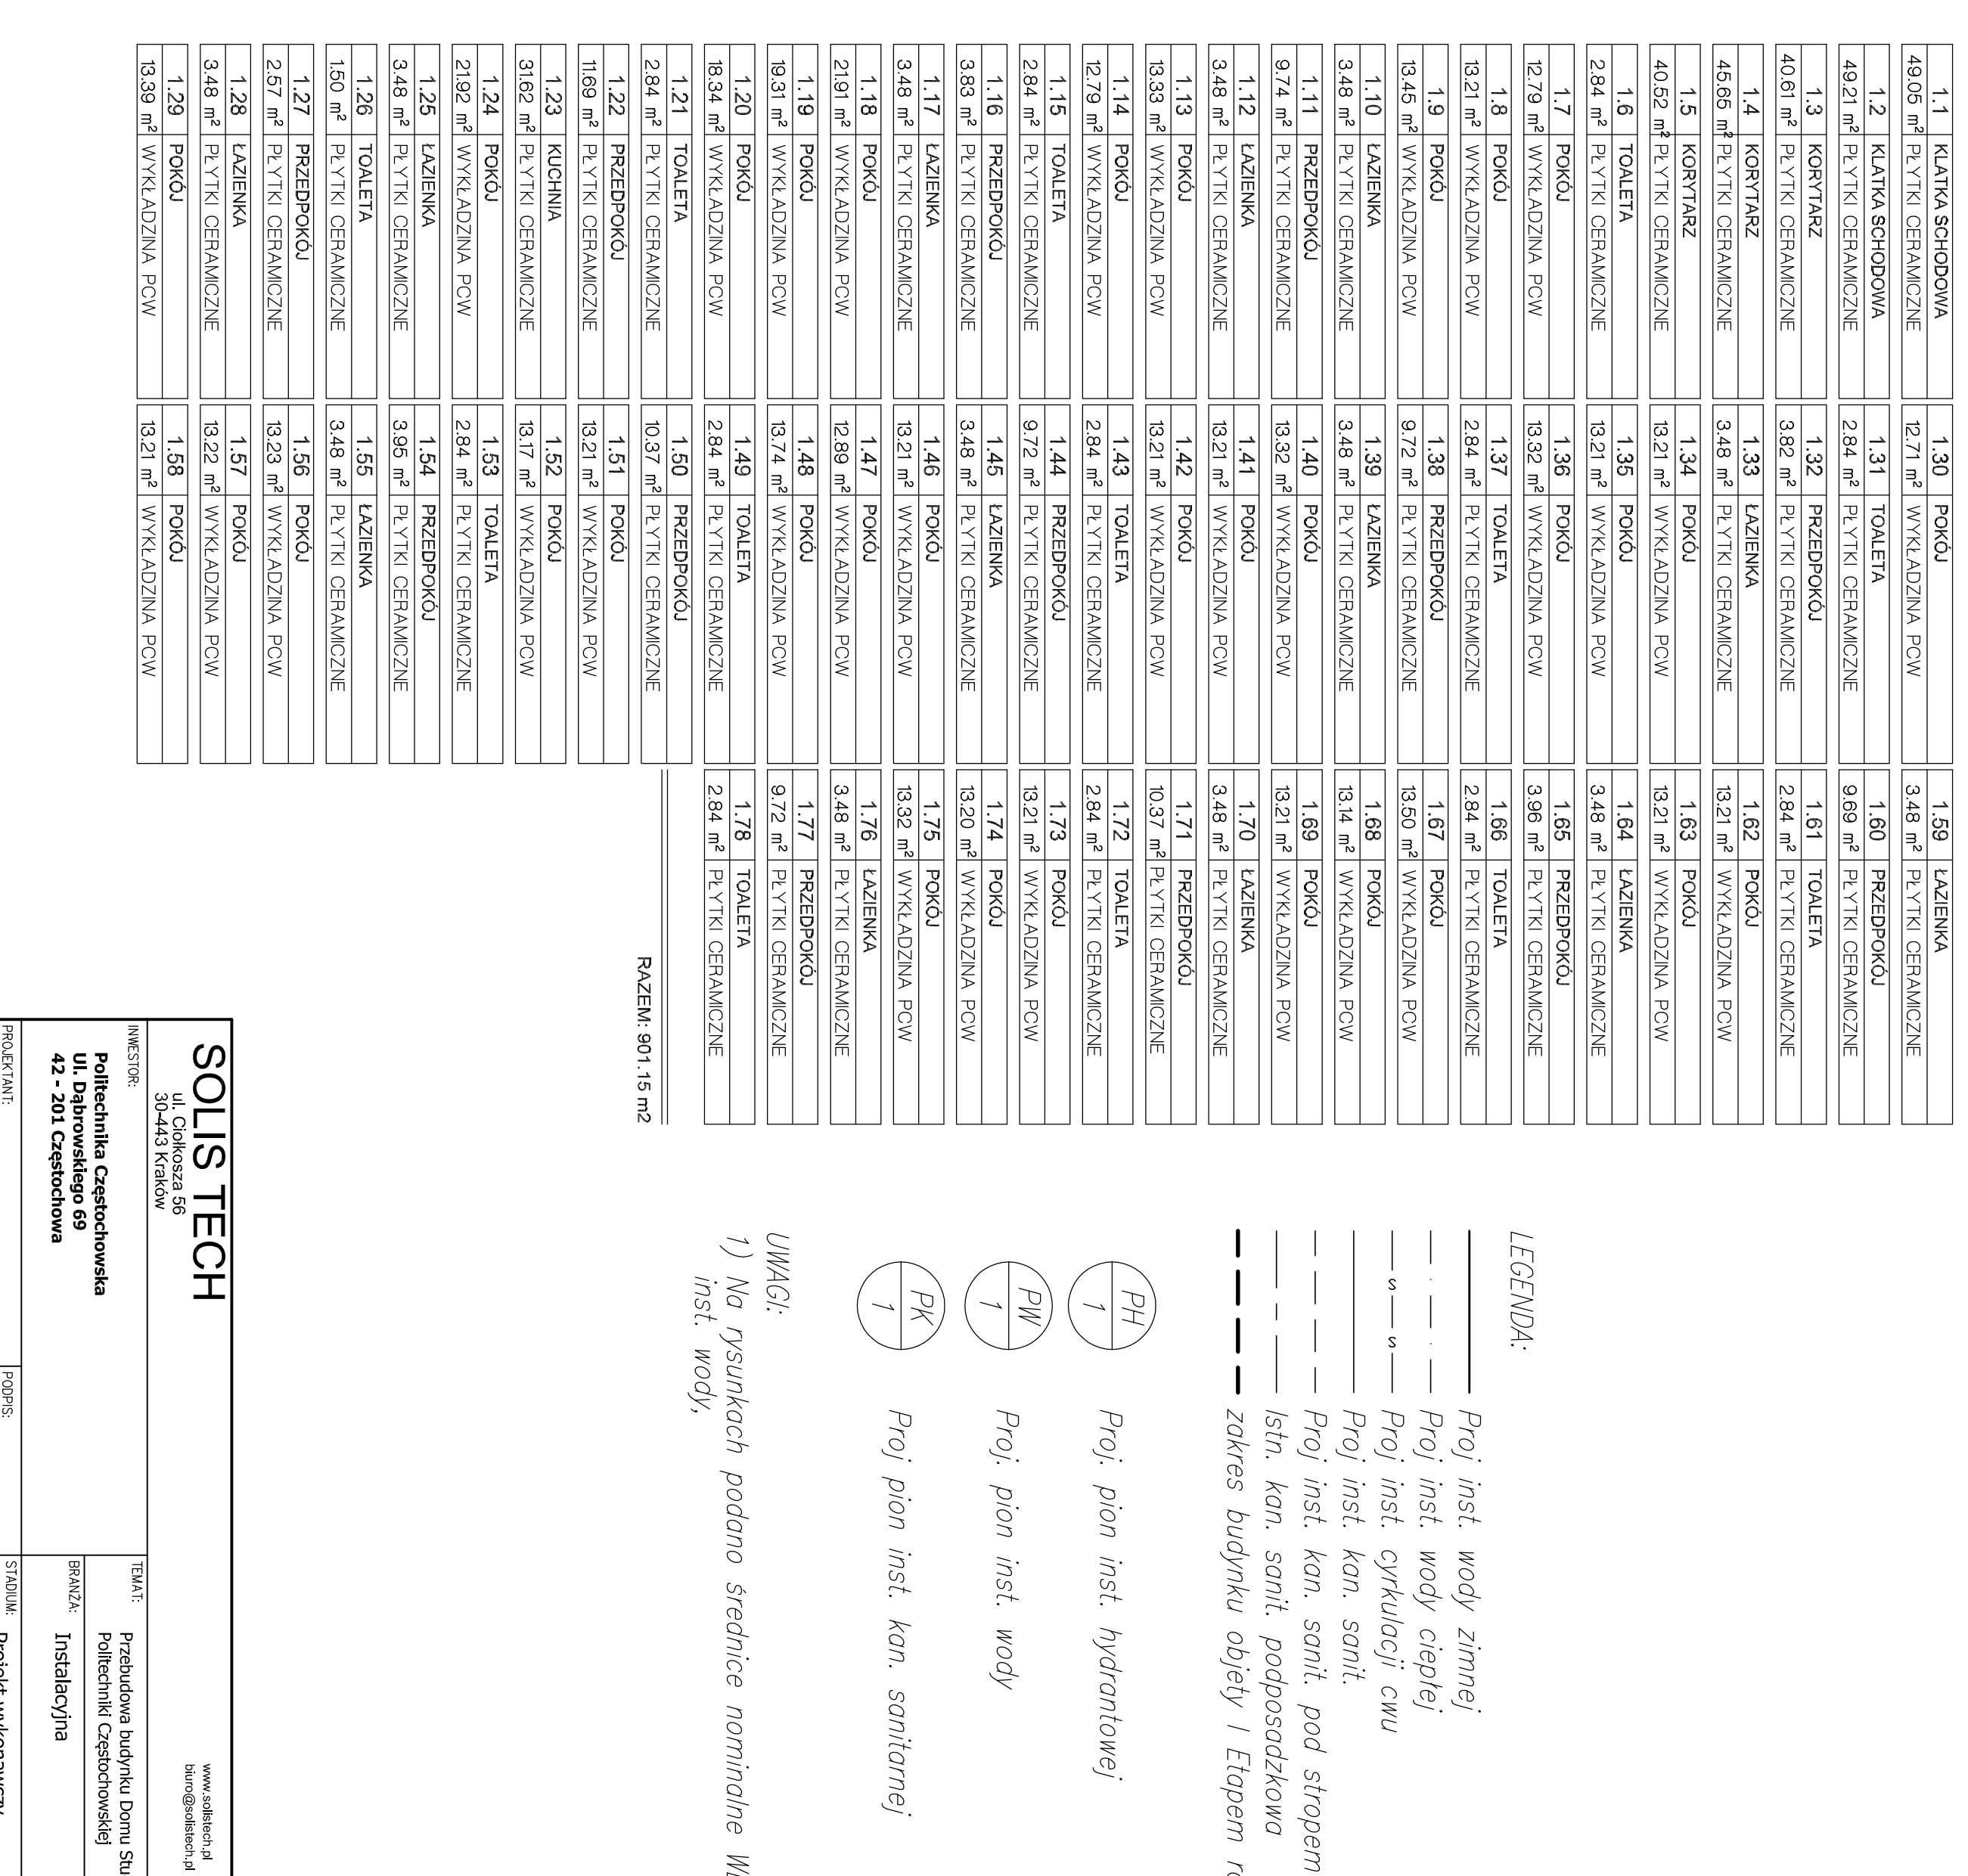 1.1 KLATKA SCHODOWA
49.05 m² PŁYTKI CERAMICZNE
1.2 KLATKA SCHODOWA
49.21 m² PŁYTKI CERAMICZNE
1.3 KORYTARZ
40.61 m² PŁYTKI CERAMICZNE
1.4 KORYTARZ
45.65 m² PŁYTKI CERAMICZNE
1.5 KORYTARZ
40.52 m² PŁYTKI CERAMICZNE
1.6 TOALETA
2.84 m² PŁYTKI CERAMICZNE
1.7 POKÓJ
12.79 m² WYKŁADZINA PCW
1.8 POKÓJ
13.21 m² WYKŁADZINA PCW
1.9 POKÓJ
13.45 m² WYKŁADZINA PCW
1.10 ŁAZIENKA
3.48 m² PŁYTKI CERAMICZNE
1.11 PRZEDPOKÓJ
9.74 m² PŁYTKI CERAMICZNE
1.12 ŁAZIENKA
3.48 m² PŁYTKI CERAMICZNE
1.13 POKÓJ
13.33 m² WYKŁADZINA PCW
1.14 POKÓJ
12.79 m² WYKŁADZINA PCW
1.15 TOALETA
2.84 m² PŁYTKI CERAMICZNE
1.16 PRZEDPOKÓJ
3.83 m² PŁYTKI CERAMICZNE
1.17 ŁAZIENKA
3.48 m² PŁYTKI CERAMICZNE
1.18 POKÓJ
21.91 m² WYKŁADZINA PCW
1.19 POKÓJ
19.31 m² WYKŁADZINA PCW
1.20 POKÓJ
18.34 m² WYKŁADZINA PCW
1.21 TOALETA
2.84 m² PŁYTKI CERAMICZNE
1.22 PRZEDPOKÓJ
11.69 m² PŁYTKI CERAMICZNE
1.23 KUCHNIA
31.62 m² PŁYTKI CERAMICZNE
1.24 POKÓJ
21.92 m² WYKŁADZINA PCW
1.25 ŁAZIENKA
3.48 m² PŁYTKI CERAMICZNE
1.26 TOALETA
1.50 m² PŁYTKI CERAMICZNE
1.27 PRZEDPOKÓJ
2.57 m² PŁYTKI CERAMICZNE
1.28 ŁAZIENKA
3.48 m² PŁYTKI CERAMICZNE
1.29 POKÓJ
13.39 m² WYKŁADZINA PCW
1.30 POKÓJ
12.71 m² WYKŁADZINA PCW
1.31 TOALETA
2.84 m² PŁYTKI CERAMICZNE
1.32 PRZEDPOKÓJ
3.82 m² PŁYTKI CERAMICZNE
1.33 ŁAZIENKA
3.48 m² PŁYTKI CERAMICZNE
1.34 POKÓJ
13.21 m² WYKŁADZINA PCW
1.35 POKÓJ
13.21 m² WYKŁADZINA PCW
1.36 POKÓJ
13.32 m² WYKŁADZINA PCW
1.37 TOALETA
2.84 m² PŁYTKI CERAMICZNE
1.38 PRZEDPOKÓJ
9.72 m² PŁYTKI CERAMICZNE
1.39 ŁAZIENKA
3.48 m² PŁYTKI CERAMICZNE
1.40 POKÓJ
13.32 m² WYKŁADZINA PCW
1.41 POKÓJ
13.21 m² WYKŁADZINA PCW
1.42 POKÓJ
13.21 m² WYKŁADZINA PCW
1.43 TOALETA
2.84 m² PŁYTKI CERAMICZNE
1.44 PRZEDPOKÓJ
9.72 m² PŁYTKI CERAMICZNE
1.45 ŁAZIENKA
3.48 m² PŁYTKI CERAMICZNE
1.46 POKÓJ
13.21 m² WYKŁADZINA PCW
1.47 POKÓJ
12.89 m² WYKŁADZINA PCW
1.48 POKÓJ
13.74 m² WYKŁADZINA PCW
1.49 TOALETA
2.84 m² PŁYTKI CERAMICZNE
1.50 PRZEDPOKÓJ
10.37 m² PŁYTKI CERAMICZNE
1.51 POKÓJ
13.21 m² WYKŁADZINA PCW
1.52 POKÓJ
13.17 m² WYKŁADZINA PCW
1.53 TOALETA
2.84 m² PŁYTKI CERAMICZNE
1.54 PRZEDPOKÓJ
3.95 m² PŁYTKI CERAMICZNE
1.55 ŁAZIENKA
3.48 m² PŁYTKI CERAMICZNE
1.56 POKÓJ
13.23 m² WYKŁADZINA PCW
1.57 POKÓJ
13.22 m² WYKŁADZINA PCW
1.58 POKÓJ
13.21 m² WYKŁADZINA PCW
1.59 ŁAZIENKA
3.48 m² PŁYTKI CERAMICZNE
1.60 PRZEDPOKÓJ
9.69 m² PŁYTKI CERAMICZNE
1.61 TOALETA
2.84 m² PŁYTKI CERAMICZNE
1.62 POKÓJ
13.21 m² WYKŁADZINA PCW
1.63 POKÓJ
13.21 m² WYKŁADZINA PCW
1.64 ŁAZIENKA
3.48 m² PŁYTKI CERAMICZNE
1.65 PRZEDPOKÓJ
3.96 m² PŁYTKI CERAMICZNE
1.66 TOALETA
2.84 m² PŁYTKI CERAMICZNE
1.67 POKÓJ
13.50 m² WYKŁADZINA PCW
1.68 POKÓJ
13.14 m² WYKŁADZINA PCW
1.69 POKÓJ
13.21 m² WYKŁADZINA PCW
1.70 ŁAZIENKA
3.48 m² PŁYTKI CERAMICZNE
1.71 PRZEDPOKÓJ
10.37 m² PŁYTKI CERAMICZNE
1.72 TOALETA
2.84 m² PŁYTKI CERAMICZNE
1.73 POKÓJ
13.21 m² WYKŁADZINA PCW
1.74 POKÓJ
13.20 m² WYKŁADZINA PCW
1.75 POKÓJ
13.32 m² WYKŁADZINA PCW
1.76 ŁAZIENKA
3.48 m² PŁYTKI CERAMICZNE
1.77 PRZEDPOKÓJ
9.72 m² PŁYTKI CERAMICZNE
1.78 TOALETA
2.84 m² PŁYTKI CERAMICZNE
RAZEM: 901.15 m2
LEGENDA:
Proj inst. wody zimnej
Proj inst. wody ciepłej
s s Proj inst. cyrkulacji cwu
Proj inst. kan. sanit.
Proj inst. kan. sanit. pod stropem
Istn. kan. sanit. podposadzkowa
zakres budynku objęty I Etapem
PH 1 Proj. pion inst. hydrantowej
PW 1 Proj. pion inst. wody
PK 1 Proj pion inst. kan. sanitarnej
UWAGI:
1) Na rysunkach podano średnice nominalne
inst. wody,
SOLIS TECH
ul. Ciołkosza 56
30-443 Kraków
www.solistech.pl
biuro@solistech.pl
INWESTOR:
Politechnika Częstochowska
Ul. Dąbrowskiego 69
42 - 201 Częstochowa
TEMAT:
Przebudowa budynku Domu
Politechniki Częstochowskiej
BRANŻA:
Instalacyjna
PROJEKTANT:
PODPIS:
STADIUM:
Projekt wykonawczy